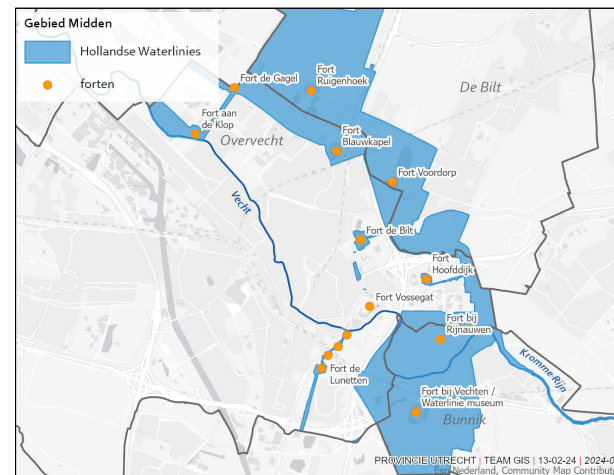 Gebied Midden
Hollandse Waterlinies
forten
Fort de Gagel
Fort
Ruigenhoek
De Bilt
Fort aan
de Klop
Overvecht
Fort
Blauwkapel
Fort Voordorp
Vecht
Fort de Bilt
Fort
Hoofddijk
Fort Vossegat
Fort bij
Rijnauwen
Kromme Rijn
Fort de
Lunetten
Fort bij Vechten /
Waterlinie museum
Bunnik
PROVINCIE UTRECHT | TEAM GIS | 13-02-24 | 2024-0
Esri Nederland, Community Map Contribut